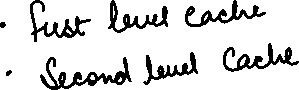 · First level cache
· Second level Cache